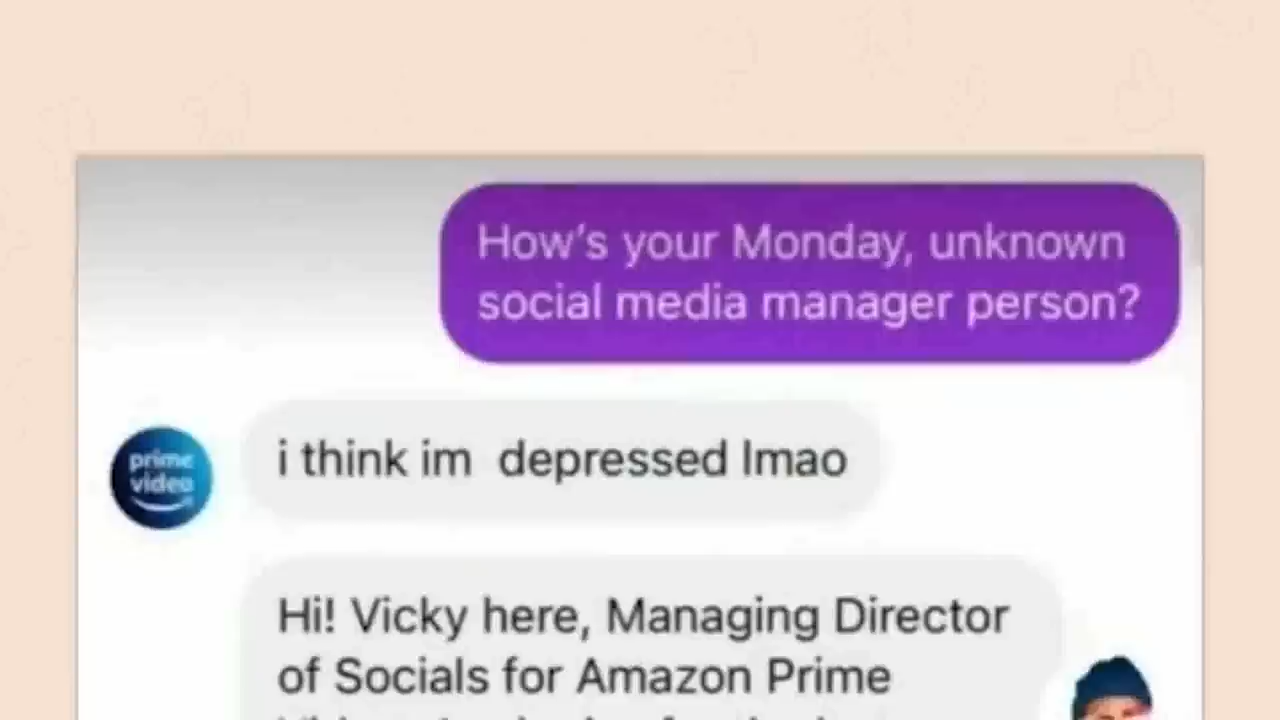 How's your Monday, unknown
social media manager person?
prime
video
i think im  depressed lmao
Hi! Vicky here, Managing Director
of Socials for Amazon Prime